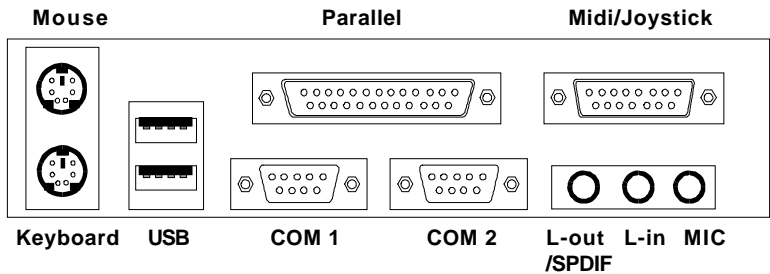 Mouse Parallel Midi/Joystick
Keyboard USB COM 1 COM 2 L-out L-in MIC
/SPDIF